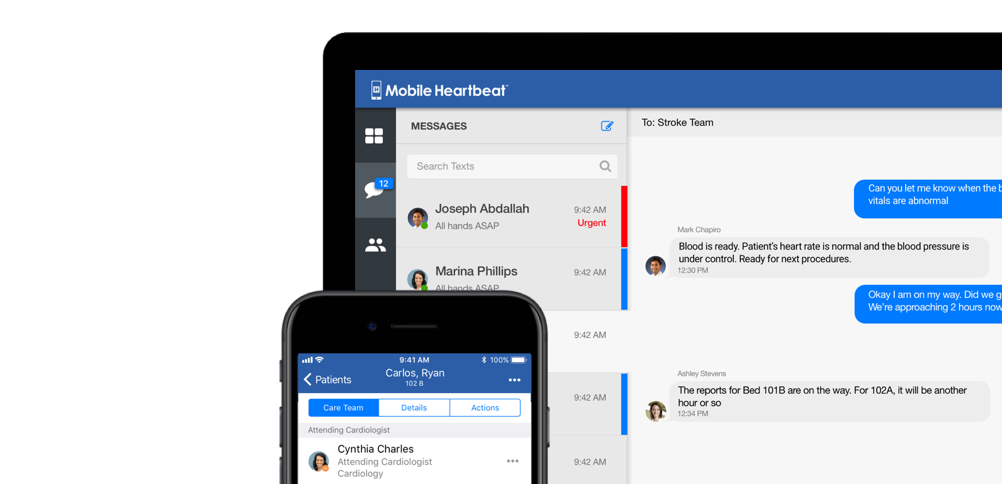 Mobile Heartbeat™
MESSAGES
To: Stroke Team
Search Texts
12
Joseph Abdallah
9:42 AM
All hands ASAP
Urgent
Marina Phillips
9:42 AM
All hands ASAP
9:42 AM
9:42 AM
9:42 AM
Can you let me know when the
vitals are abnormal
Mark Chapiro
Blood is ready. Patient's heart rate is normal and the blood pressure is
under control. Ready for next procedures.
12:30 PM
Okay I am on my way. Did we
We're approaching 2 hours now
Ashley Stevens
The reports for Bed 101B are on the way. For 102A, it will be another
hour or so
12:34 PM
9:41 AM
100%
Patients
Carlos, Ryan
102 B
Care Team
Details
Actions
Attending Cardiologist
Cynthia Charles
Attending Cardiologist
Cardiology